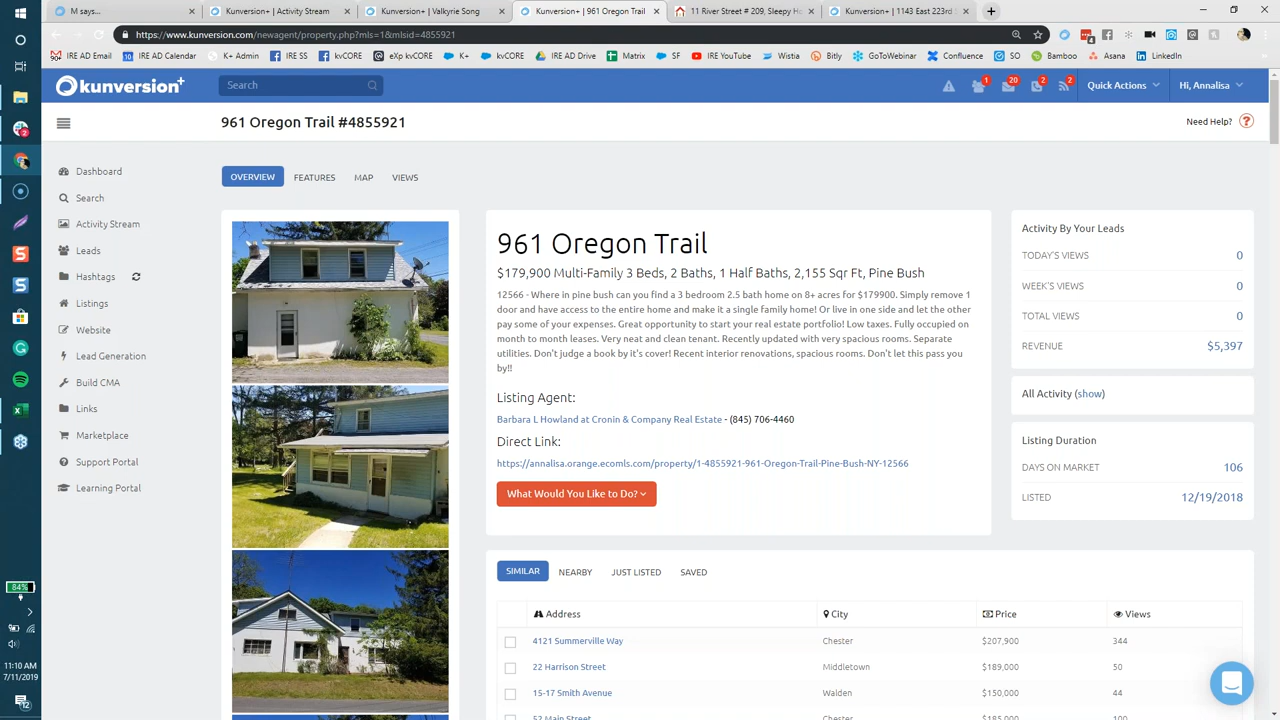 (3) Messages
Kunversion+ | Activity Stream
Kunversion+ | Valkyrie Song
Kunversion+ | 961 Oregon Trail
11 River Street # 209, Sleepy Ho
Kunversion+ | 1143 East 223rd S
https://www.kunversion.com/newagent/property.php?mls=1&mlsid=4855921
IRE AD Email
IRE AD Calendar
K+ Admin
IRE SS
kvCORE
eXp kvCORE
K+
kvCORE
IRE AD Drive
Matrix
SF
IRE YouTube
Wistia
Bitly
GoToWebinar
Confluence
SO
Bamboo
Asana
LinkedIn
kunversion+
Search
1
20
2
2
Quick Actions
Hi, Annalisa
961 Oregon Trail #4855921
Need Help?
Dashboard
Search
Activity Stream
Leads
Hashtags
Listings
Website
Lead Generation
Build CMA
Links
Marketplace
Support Portal
Learning Portal
OVERVIEW
FEATURES
MAP
VIEWS
961 Oregon Trail
$179,900 Multi-Family 3 Beds, 2 Baths, 1 Half Baths, 2,155 Sqr Ft, Pine Bush
12566 - Where in pine bush can you find a 3 bedroom 2.5 bath home on 8+ acres for $179900. Simply remove 1
door and have access to the entire home and make it a single family home! Or live in one side and let the other
pay some of your expenses. Great opportunity to start your real estate portfolio! Low taxes. Fully occupied on
month to month leases. Very neat and clean tenant. Recently updated with very spacious rooms. Separate
utilities. Don't judge a book by it's cover! Recent interior renovations, spacious rooms. Don't let this pass you
by!!
Listing Agent:
Barbara L Howland at Cronin & Company Real Estate - (845) 706-4460
Direct Link:
https://annalisa.orange.ecomls.com/property/1-4855921-961-Oregon-Trail-Pine-Bush-NY-12566
What Would You Like to Do?
Activity By Your Leads
TODAY'S VIEWS 0
WEEK'S VIEWS 0
TOTAL VIEWS 0
REVENUE $5,397
All Activity (show)
Listing Duration
DAYS ON MARKET 106
LISTED 12/19/2018
SIMILAR
NEARBY
JUST LISTED
SAVED
Address City Price Views
4121 Summerville Way Chester $207,900 344
22 Harrison Street Middletown $189,000 50
15-17 Smith Avenue Walden $150,000 44
52 Main Street Chester $185,000 100
84%
11:10 AM
7/11/2019